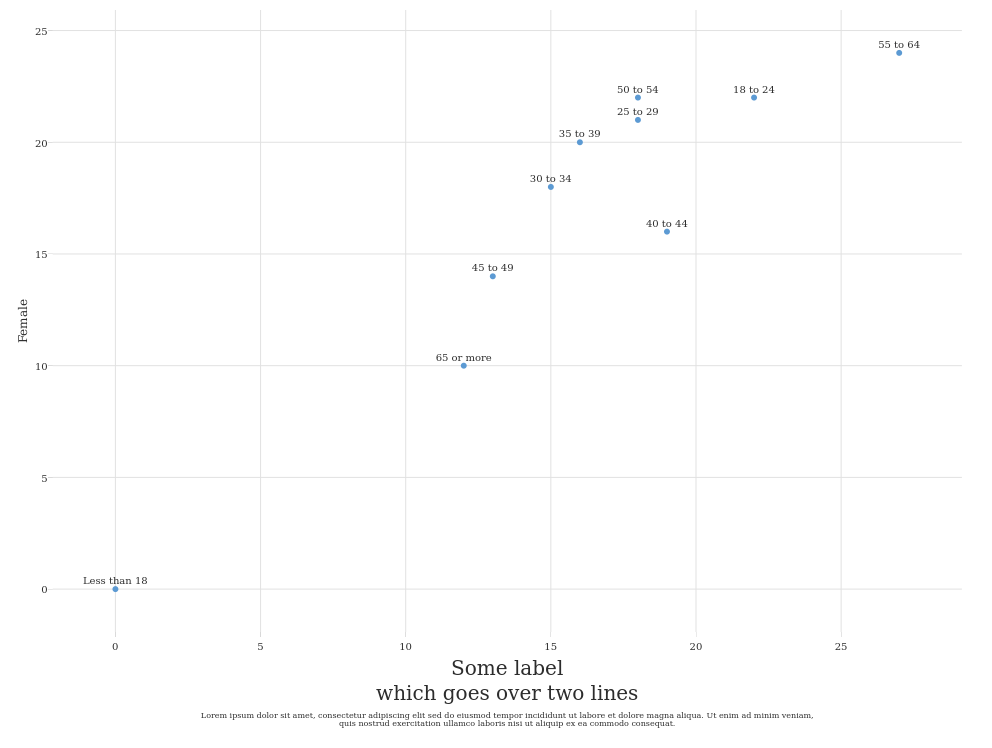 25
55 to 64
50 to 54
18 to 24
25 to 29
35 to 39
20
30 to 34
40 to 44
15
45 to 49
Female
65 or more
10
5
Less than 18
0
0 5 10 15 20 25
Some label
which goes over two lines
Lorem ipsum dolor sit amet, consectetur adipiscing elit sed do eiusmod tempor incididunt ut labore et dolore magna aliqua. Ut enim ad minim veniam,
quis nostrud exercitation ullamco laboris nisi ut aliquip ex ea commodo consequat.